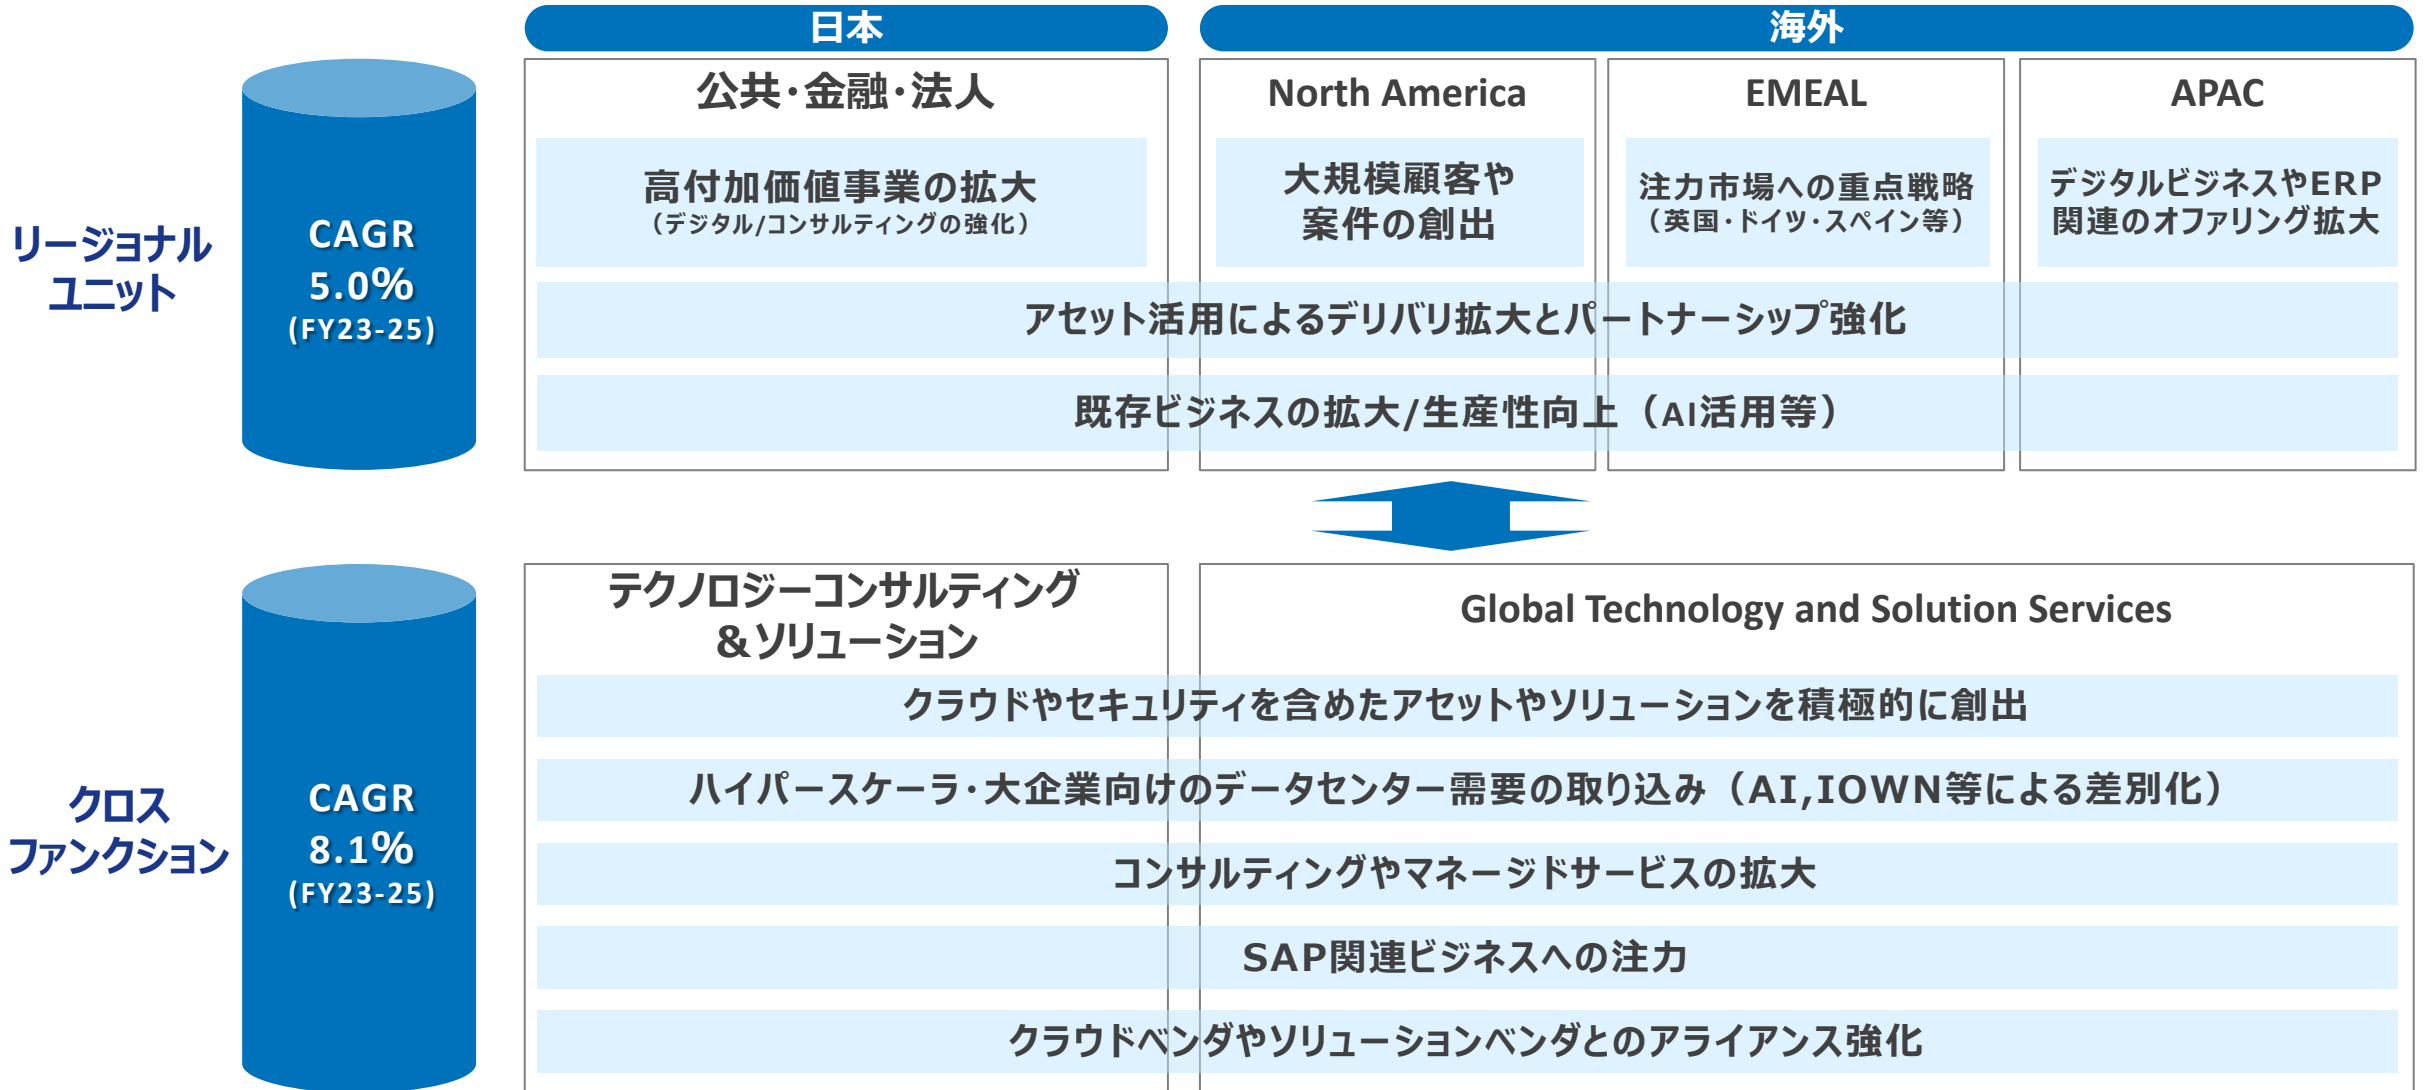 日本
海外
リージョナル
ユニット
CAGR
5.0%
(FY23-25)
公共・金融・法人
高付加価値事業の拡大
（デジタル/コンサルティングの強化）
North America
大規模顧客や
案件の創出
EMEAL
注力市場への重点戦略
（英国・ドイツ・スペイン等）
APAC
デジタルビジネスやERP
関連のオファリング拡大
アセット活用によるデリバリ拡大とパートナーシップ強化
既存ビジネスの拡大/生産性向上（AI活用等）
クロス
ファンクション
CAGR
8.1%
(FY23-25)
テクノロジーコンサルティング
＆ソリューション
Global Technology and Solution Services
クラウドやセキュリティを含めたアセットやソリューションを積極的に創出
ハイパースケーラ・大企業向けのデータセンター需要の取り込み（AI,IOWN等による差別化）
コンサルティングやマネージドサービスの拡大
SAP関連ビジネスへの注力
クラウドベンダやソリューションベンダとのアライアンス強化